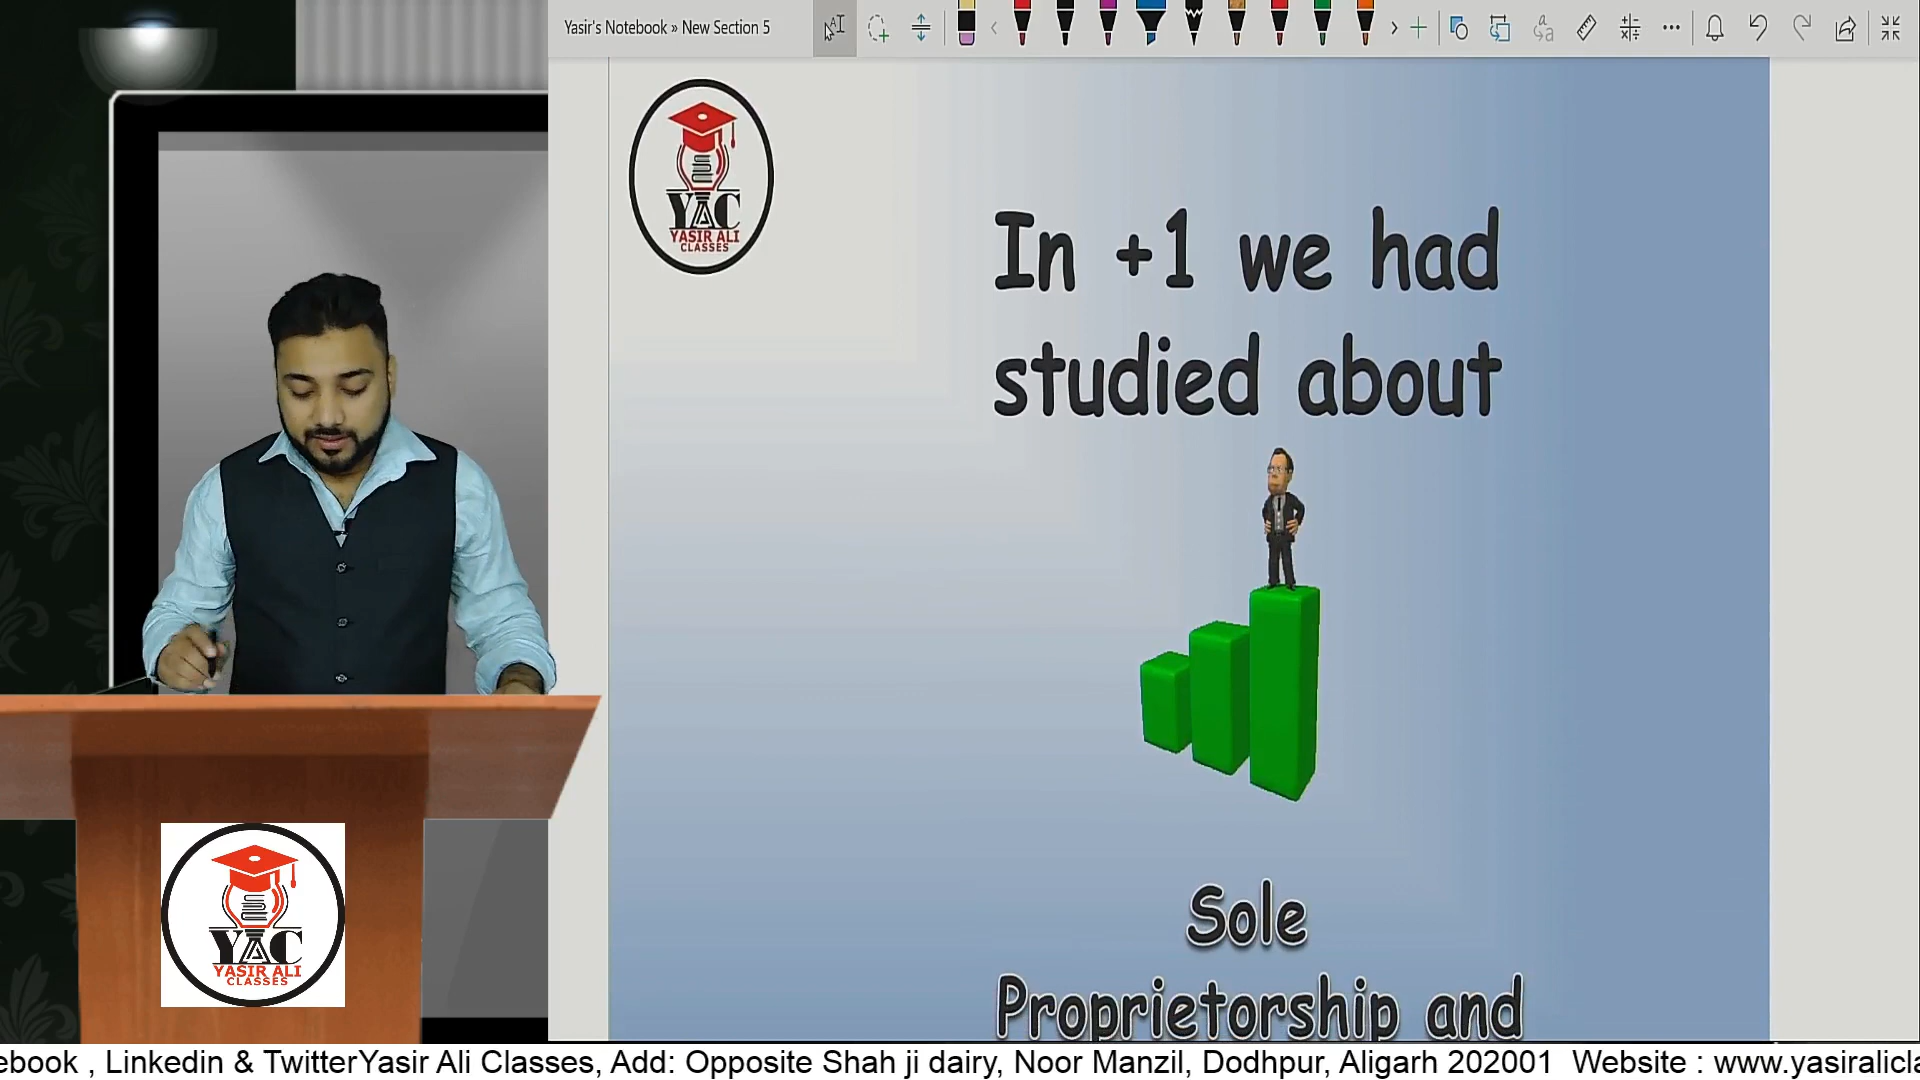 Yasir's Notebook » New Section 5
YAC
YASIR ALI
CLASSES
In +1 we had
studied about
Sole
Proprietorship and
YAC
YASIR ALI
CLASSES
ebook , Linkedin & TwitterYasir Ali Classes, Add: Opposite Shah ji dairy, Noor Manzil, Dodhpur, Aligarh 202001 Website : www.yasiralicla